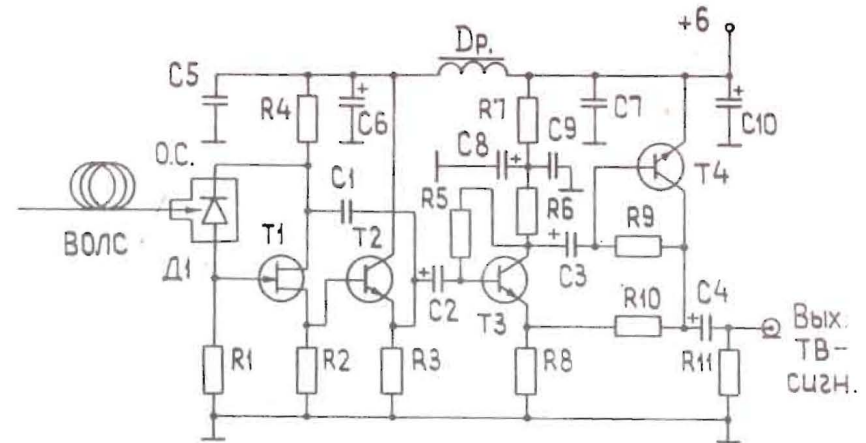 +6
Др.
C5
R4
C6
R7
C7
C10
C8
C9
О.С.
C1
R5
R6
T4
ВОЛС
T1
T2
R9
Д1
C2
T3
C3
R10
C4
Вых.
ТВ-
сигн.
R1
R2
R3
R8
R11